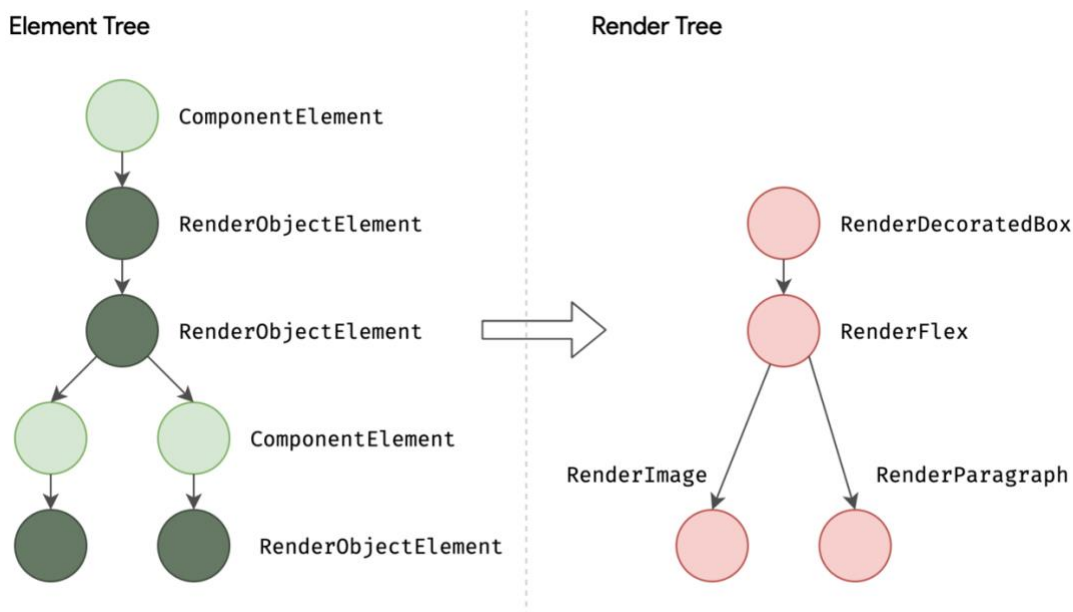 Element Tree
Render Tree
ComponentElement
RenderObjectElement
RenderDecoratedBox
RenderObjectElement
RenderFlex
ComponentElement
RenderImage
RenderParagraph
RenderObjectElement